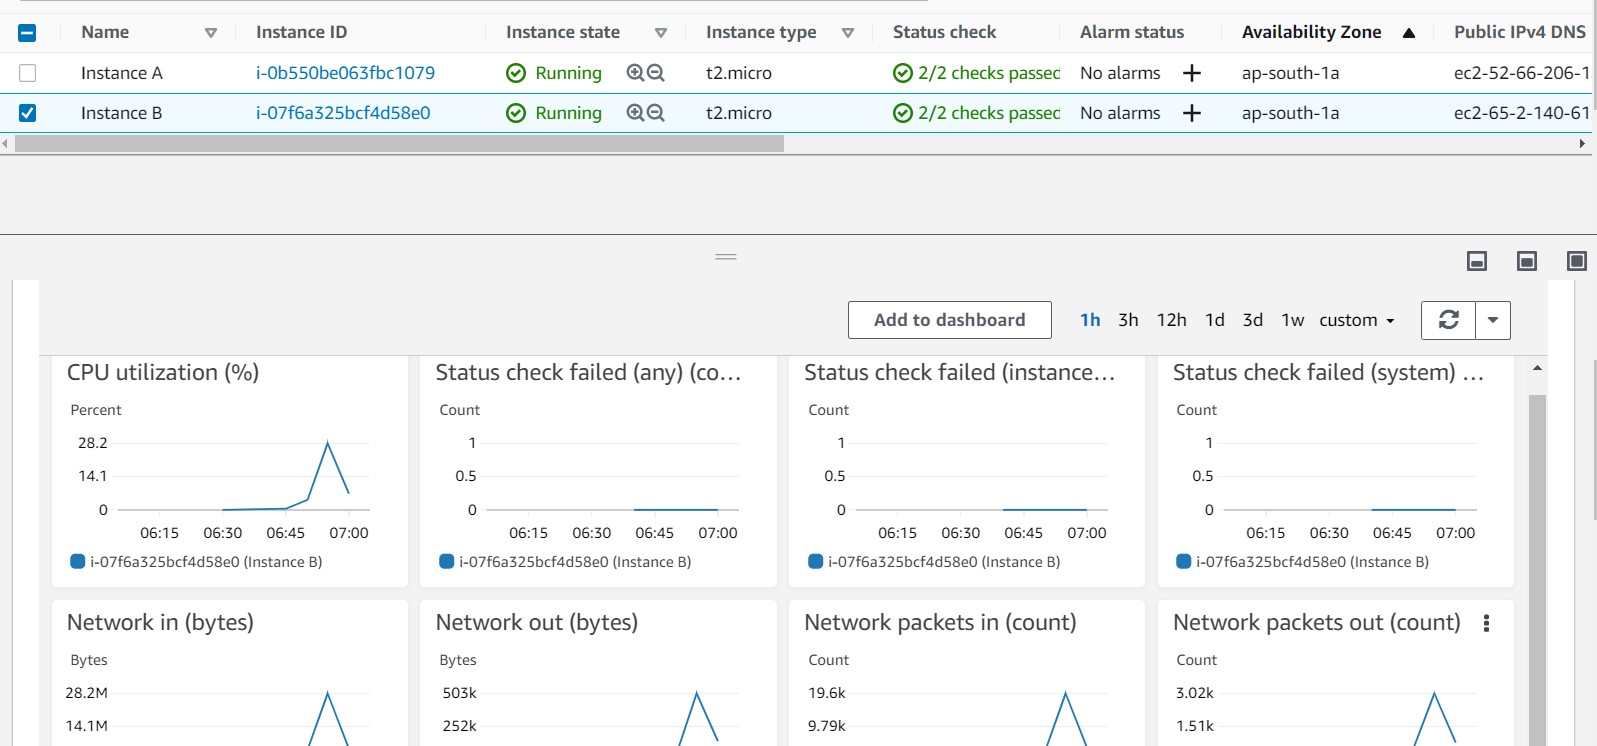 Name Instance ID Instance state Instance type Status check Alarm status Availability Zone Public IPv4 DNS
Instance A i-0b550be063fbc1079 Running t2.micro 2/2 checks passed No alarms + ap-south-1a ec2-52-66-206-1
Instance B i-07f6a325bcf4d58e0 Running t2.micro 2/2 checks passed No alarms + ap-south-1a ec2-65-2-140-61
Add to dashboard 1h 3h 12h 1d 3d 1w custom
CPU utilization (%)
Percent
28.2
14.1
0
06:15 06:30 06:45 07:00
i-07f6a325bcf4d58e0 (Instance B)
Status check failed (any) (co...
Count
1
0.5
0
06:15 06:30 06:45 07:00
i-07f6a325bcf4d58e0 (Instance B)
Status check failed (instance...
Count
1
0.5
0
06:15 06:30 06:45 07:00
i-07f6a325bcf4d58e0 (Instance B)
Status check failed (system) ...
Count
1
0.5
0
06:15 06:30 06:45 07:00
i-07f6a325bcf4d58e0 (Instance B)
Network in (bytes)
Bytes
28.2M
14.1M
Network out (bytes)
Bytes
503k
252k
Network packets in (count)
Count
19.6k
9.79k
Network packets out (count)
Count
3.02k
1.51k